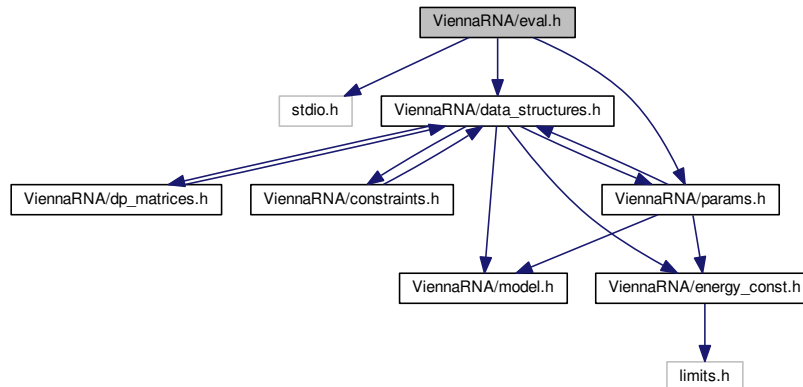 ViennaRNA/eval.h
stdio.h
ViennaRNA/data_structures.h
ViennaRNA/dp_matrices.h
ViennaRNA/constraints.h
ViennaRNA/params.h
ViennaRNA/model.h
ViennaRNA/energy_const.h
limits.h